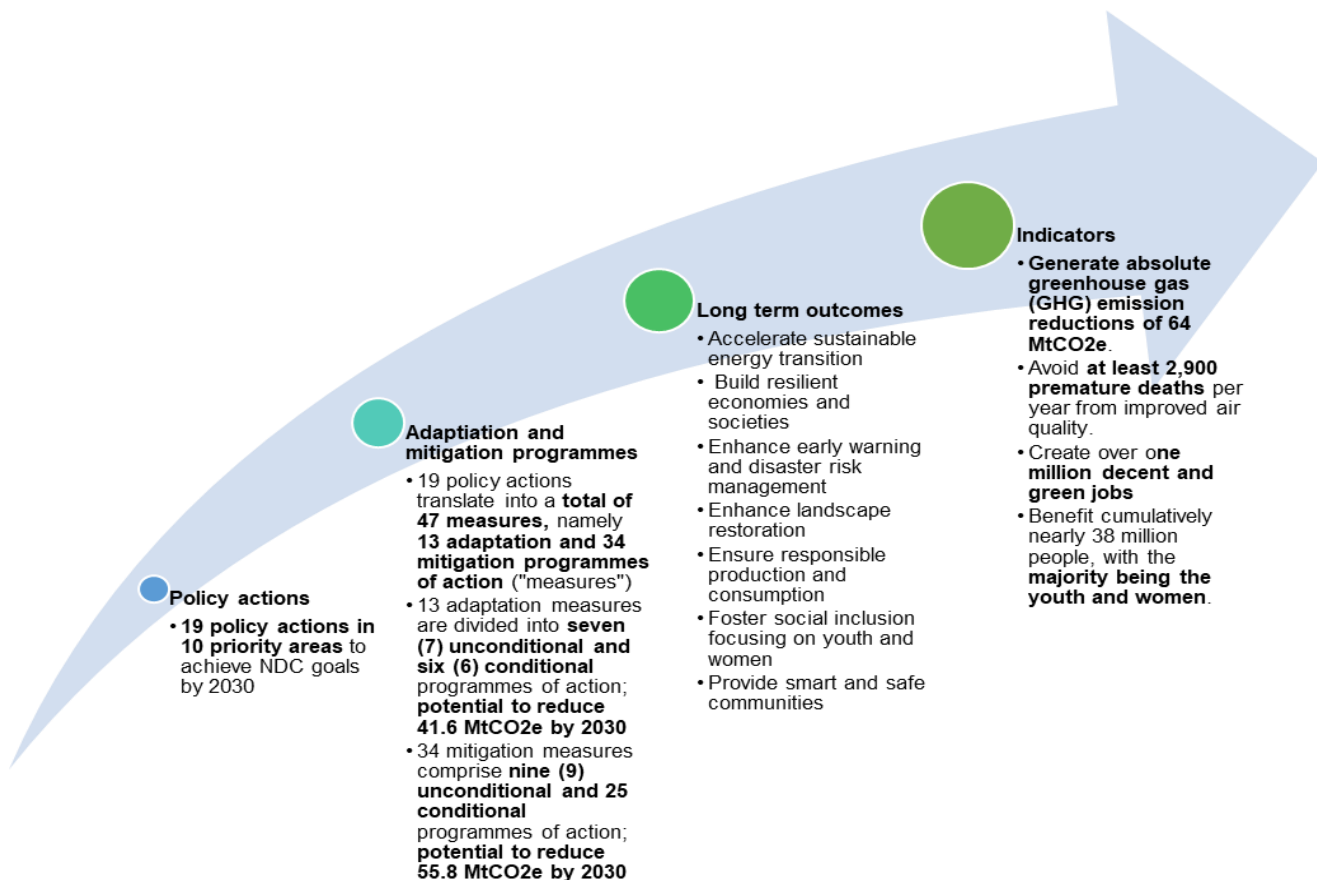 Policy actions
• 19 policy actions in
10 priority areas to
achieve NDC goals
by 2030
Adaptiation and
mitigation programmes
• 19 policy actions
translate into a total of
47 measures, namely
13 adaptation and 34
mitigation programmes
of action ("measures")
• 13 adaptation measures
are divided into seven
(7) unconditional and
six (6) conditional
programmes of action;
potential to reduce
41.6 MtCO2e by 2030
• 34 mitigation measures
comprise nine (9)
unconditional and 25
conditional
programmes of action;
potential to reduce
55.8 MtCO2e by 2030
Long term outcomes
• Accelerate sustainable
energy transition
• Build resilient
economies and
societies
• Enhance early warning
and disaster risk
management
• Enhance landscape
restoration
• Ensure responsible
production and
consumption
• Foster social inclusion
focusing on youth and
women
• Provide smart and safe
communities
Indicators
• Generate absolute
greenhouse gas
(GHG) emission
reductions of 64
MtCO2e.
• Avoid at least 2,900
premature deaths per
year from improved air
quality.
• Create over one
million decent and
green jobs
• Benefit cumulatively
nearly 38 million
people, with the
majority being the
youth and women.